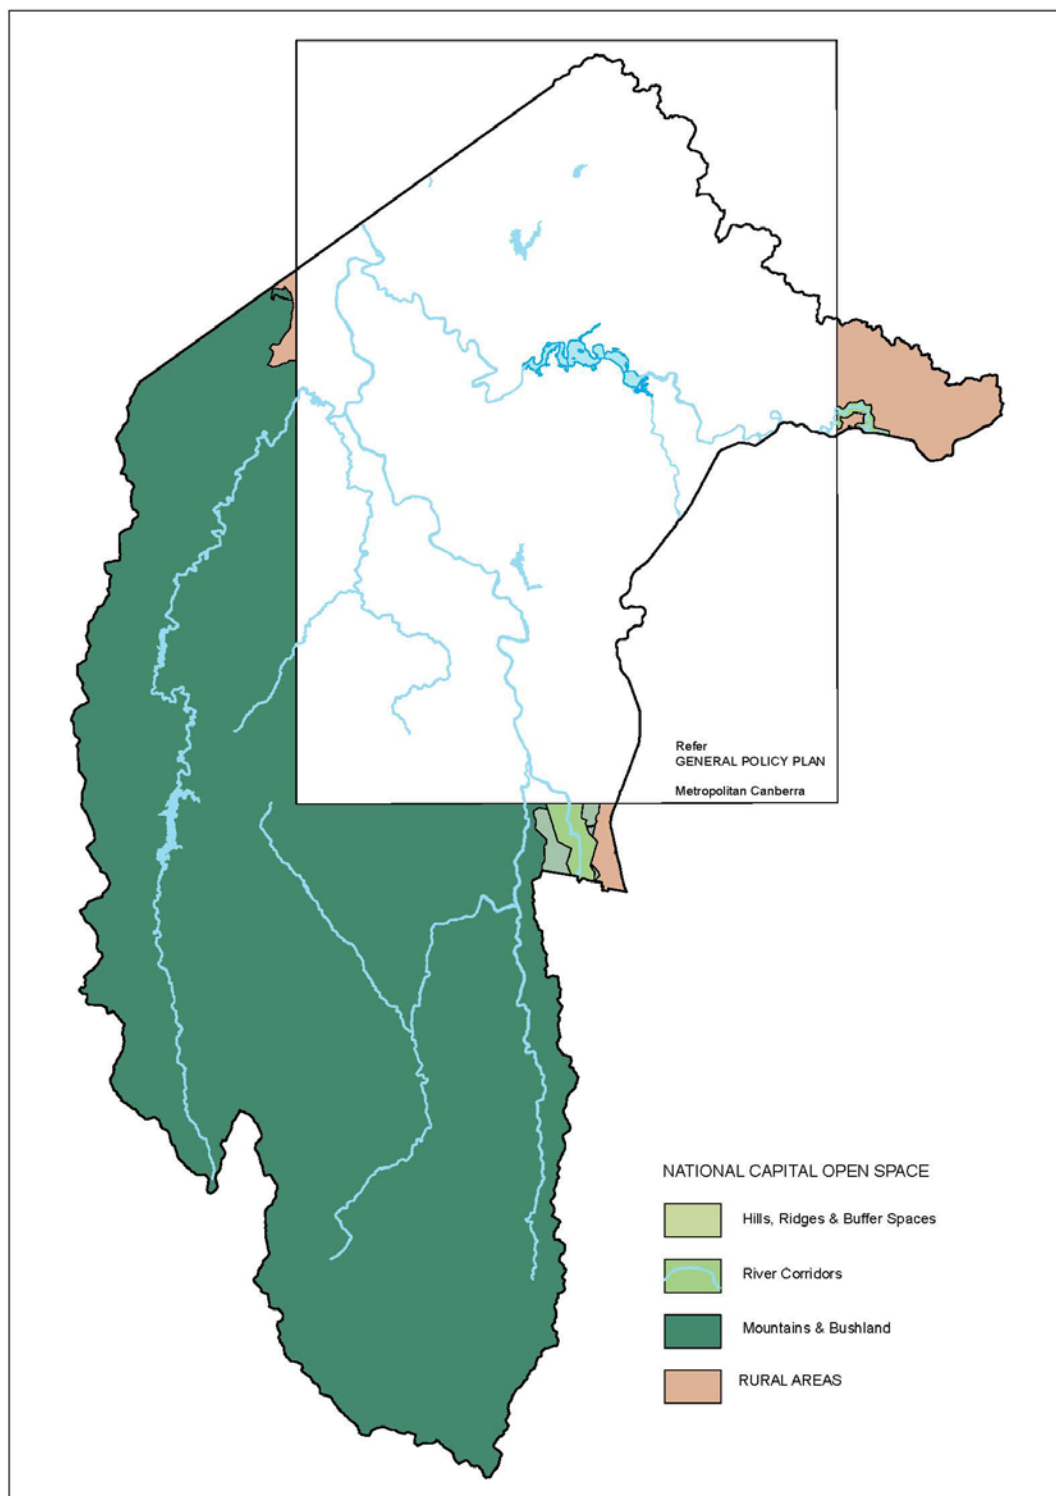 Refer
GENERAL POLICY PLAN
Metropolitan Canberra
NATIONAL CAPITAL OPEN SPACE
Hills, Ridges & Buffer Spaces
River Corridors
Mountains & Bushland
RURAL AREAS